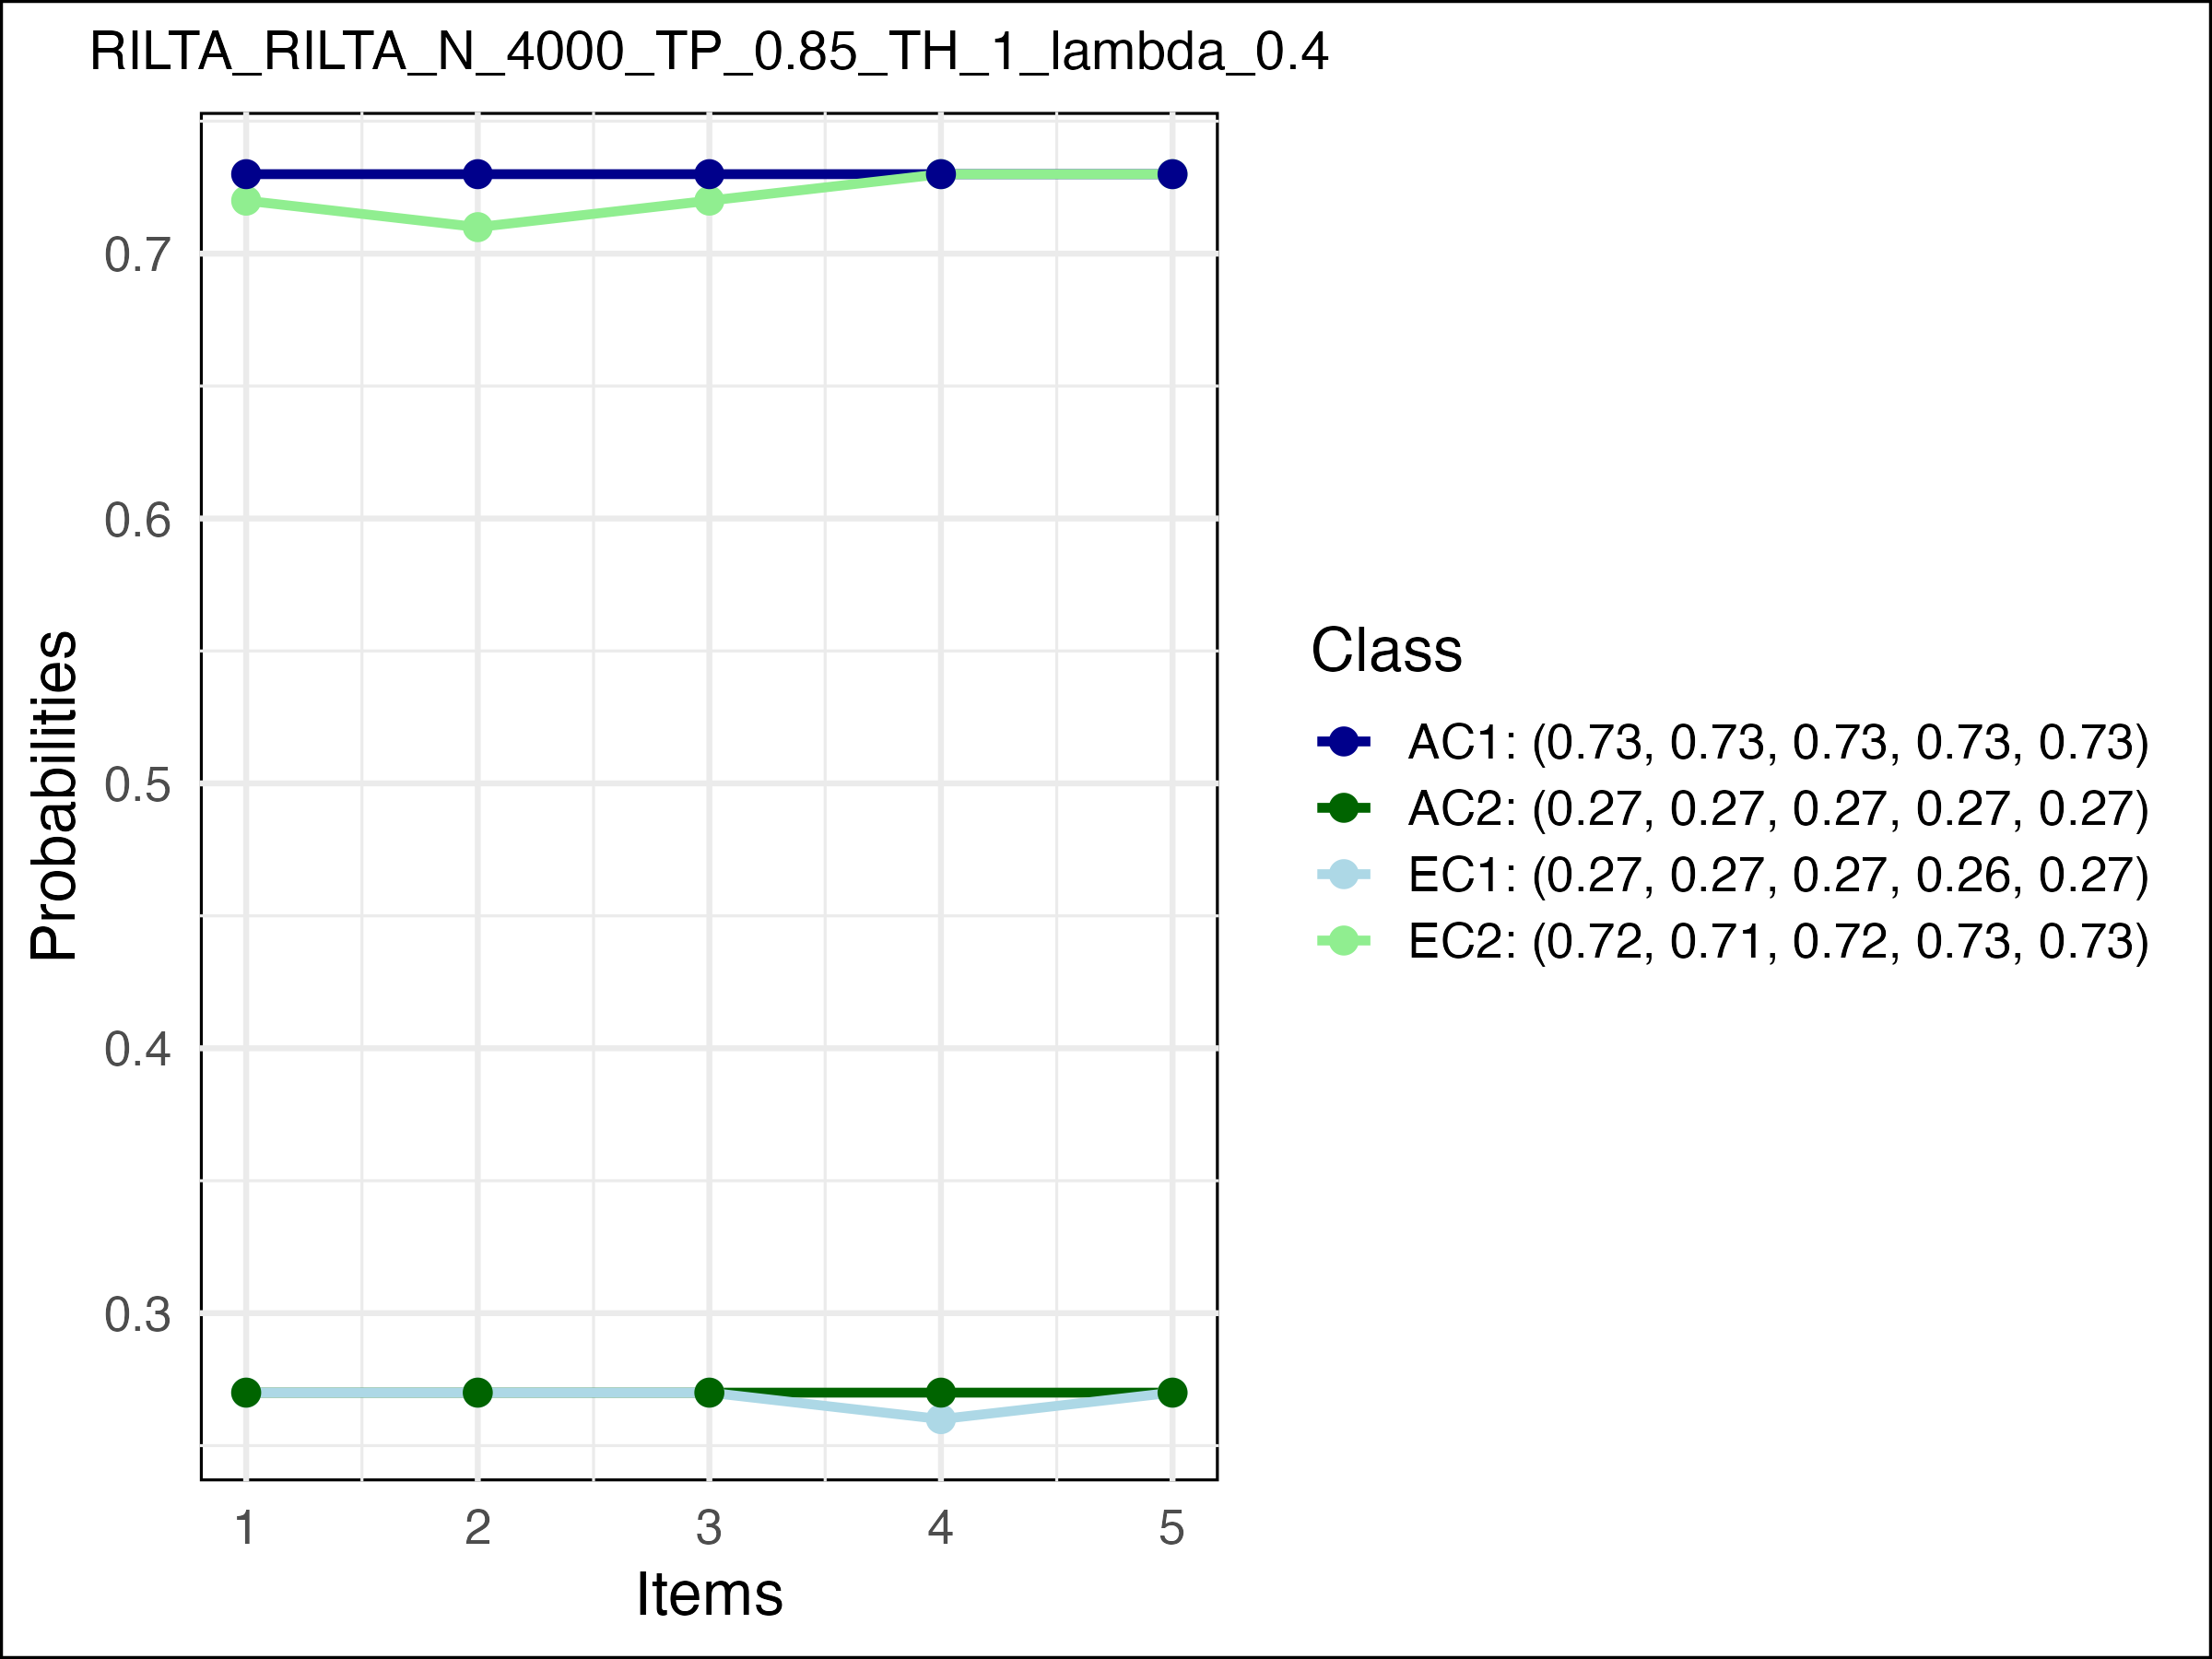 RILTA_RILTA_N_4000_TP_0.85_TH_1_lambda_0.4
Probabilities
0.7
0.6
0.5
0.4
0.3
1 2 3 4 5
Items
Class
AC1: (0.73, 0.73, 0.73, 0.73, 0.73)
AC2: (0.27, 0.27, 0.27, 0.27, 0.27)
EC1: (0.27, 0.27, 0.27, 0.26, 0.27)
EC2: (0.72, 0.71, 0.72, 0.73, 0.73)